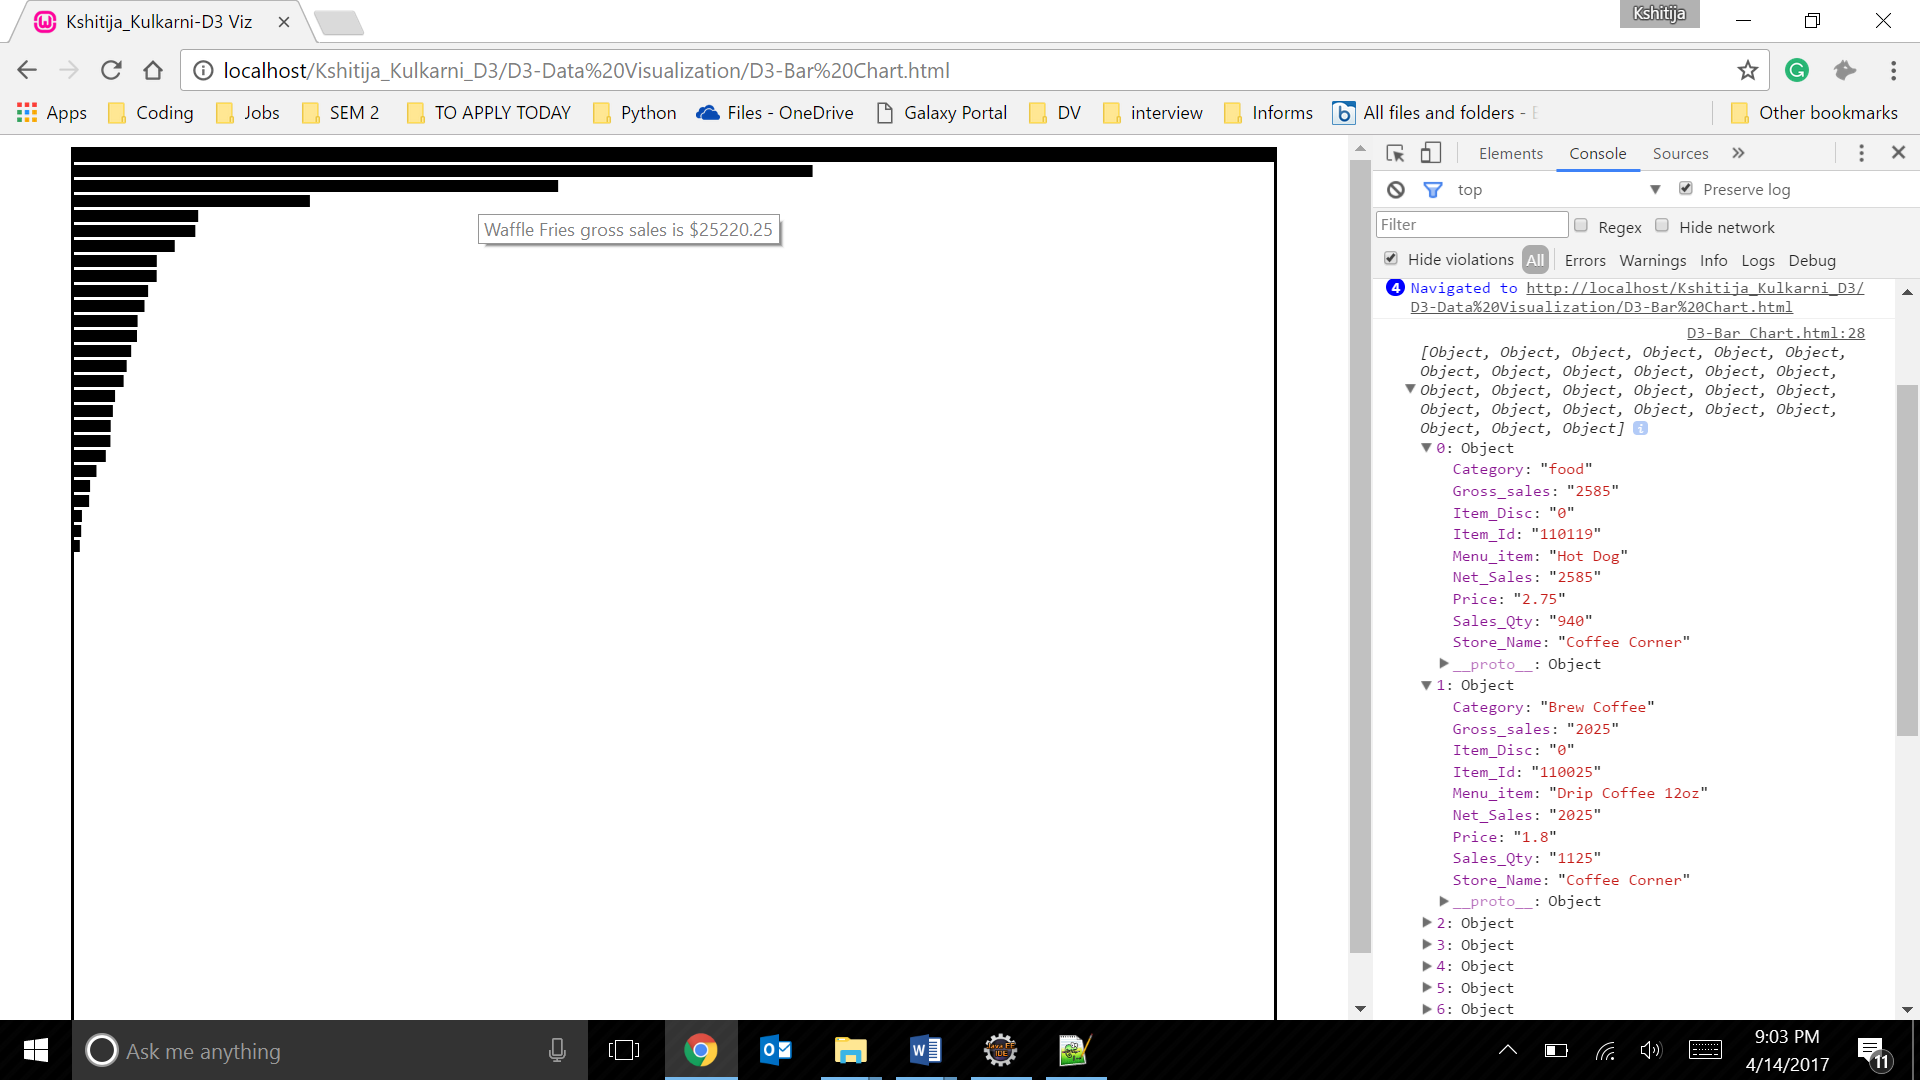 Kshitija_Kulkarni-D3 Viz
Kshitija
localhost/Kshitija_Kulkarni_D3/D3-Data%20Visualization/D3-Bar%20Chart.html
Apps Coding Jobs SEM 2 TO APPLY TODAY Python Files - OneDrive Galaxy Portal DV interview Informs All files and folders - Other bookmarks
Waffle Fries gross sales is $25220.25
Elements Console Sources
top Preserve log
Filter Regex Hide network
Hide violations All Errors Warnings Info Logs Debug
4 Navigated to http://localhost/Kshitija_Kulkarni_D3/
D3-Data%20Visualization/D3-Bar%20Chart.html
D3-Bar Chart.html:28
[Object, Object, Object, Object, Object, Object,
Object, Object, Object, Object, Object, Object,
Object, Object, Object, Object, Object, Object,
Object, Object, Object, Object, Object, Object,
Object, Object, Object] i
0: Object
Category: "food"
Gross_sales: "2585"
Item_Disc: "0"
Item_Id: "110119"
Menu_item: "Hot Dog"
Net_Sales: "2585"
Price: "2.75"
Sales_Qty: "940"
Store_Name: "Coffee Corner"
__proto__: Object
1: Object
Category: "Brew Coffee"
Gross_sales: "2025"
Item_Disc: "0"
Item_Id: "110025"
Menu_item: "Drip Coffee 12oz"
Net_Sales: "2025"
Price: "1.8"
Sales_Qty: "1125"
Store_Name: "Coffee Corner"
__proto__: Object
2: Object
3: Object
4: Object
5: Object
6: Object
Ask me anything
9:03 PM
4/14/2017
11